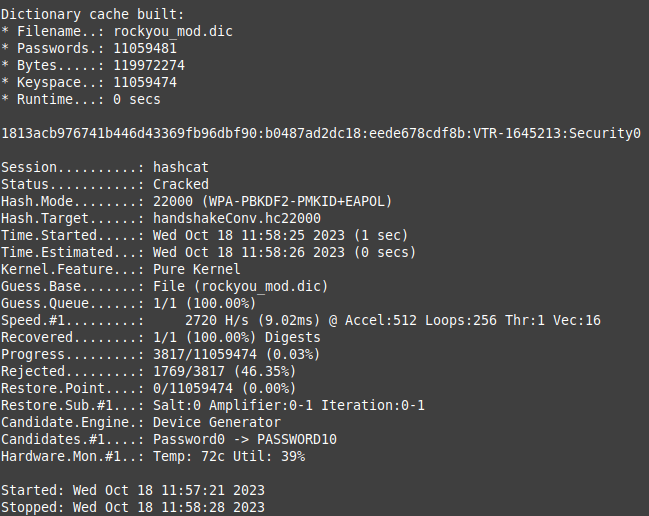 Dictionary cache built:
* Filename..: rockyou_mod.dic
* Passwords.: 11059481
* Bytes.....: 119972274
* Keyspace..: 11059474
* Runtime...: 0 secs

1813acb976741b446d43369fb96dbf90:b0487ad2dc18:eede678cdf8b:VTR-1645213:Security0

Session..........: hashcat
Status...........: Cracked
Hash.Mode........: 22000 (WPA-PBKDF2-PMKID+EAPOL)
Hash.Target......: handshakeConv.hc22000
Time.Started.....: Wed Oct 18 11:58:25 2023 (1 sec)
Time.Estimated...: Wed Oct 18 11:58:26 2023 (0 secs)
Kernel.Feature...: Pure Kernel
Guess.Base.......: File (rockyou_mod.dic)
Guess.Queue......: 1/1 (100.00%)
Speed.#1.........:     2720 H/s (9.02ms) @ Accel:512 Loops:256 Thr:1 Vec:16
Recovered........: 1/1 (100.00%) Digests
Progress.........: 3817/11059474 (0.03%)
Rejected.........: 1769/3817 (46.35%)
Restore.Point....: 0/11059474 (0.00%)
Restore.Sub.#1...: Salt:0 Amplifier:0-1 Iteration:0-1
Candidate.Engine.: Device Generator
Candidates.#1....: Password0 -> PASSWORD10
Hardware.Mon.#1..: Temp: 72c Util: 39%

Started: Wed Oct 18 11:57:21 2023
Stopped: Wed Oct 18 11:58:28 2023